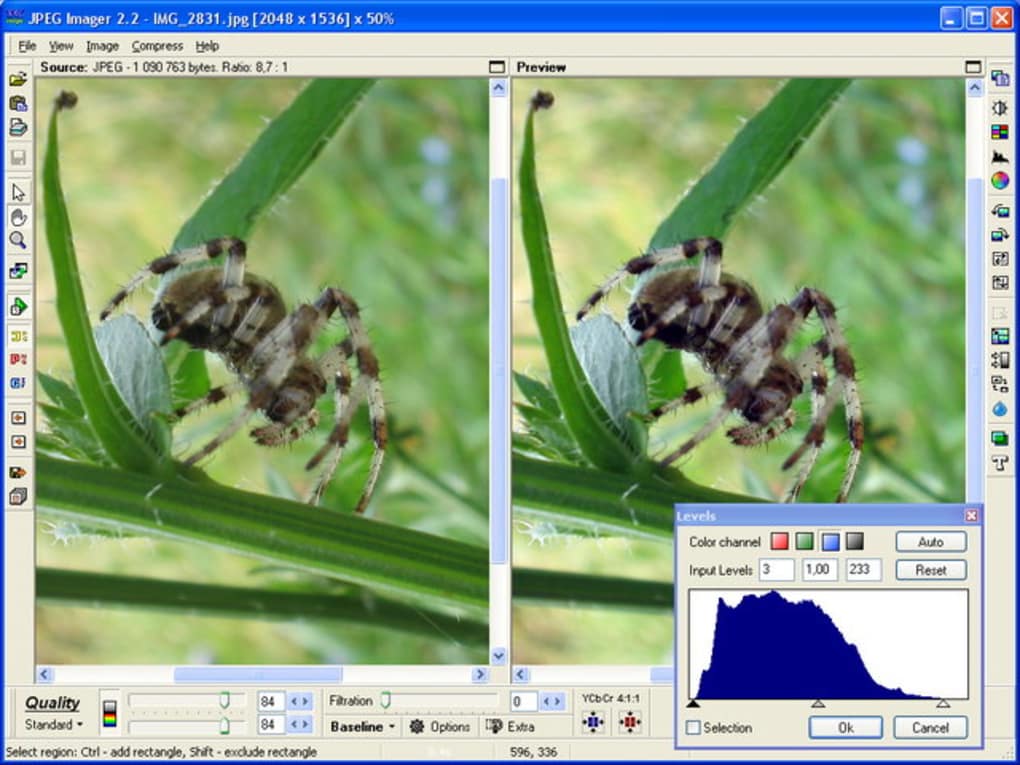 JPEG Imager 2.2 - IMG_2831.jpg [2048 x 1536] x 50%
File View Image Compress Help
Source: JPEG - 1 090 763 bytes. Ratio: 8,7 : 1
Preview
Levels
Color channel
Auto
Input Levels 3 1,00 233
Reset
Selection
Ok
Cancel
Quality
Standard
84
84
Filtration
0
Baseline
Options
Extra
YCbCr 4:1:1
Select region: Ctrl - add rectangle, Shift - exclude rectangle
596, 336